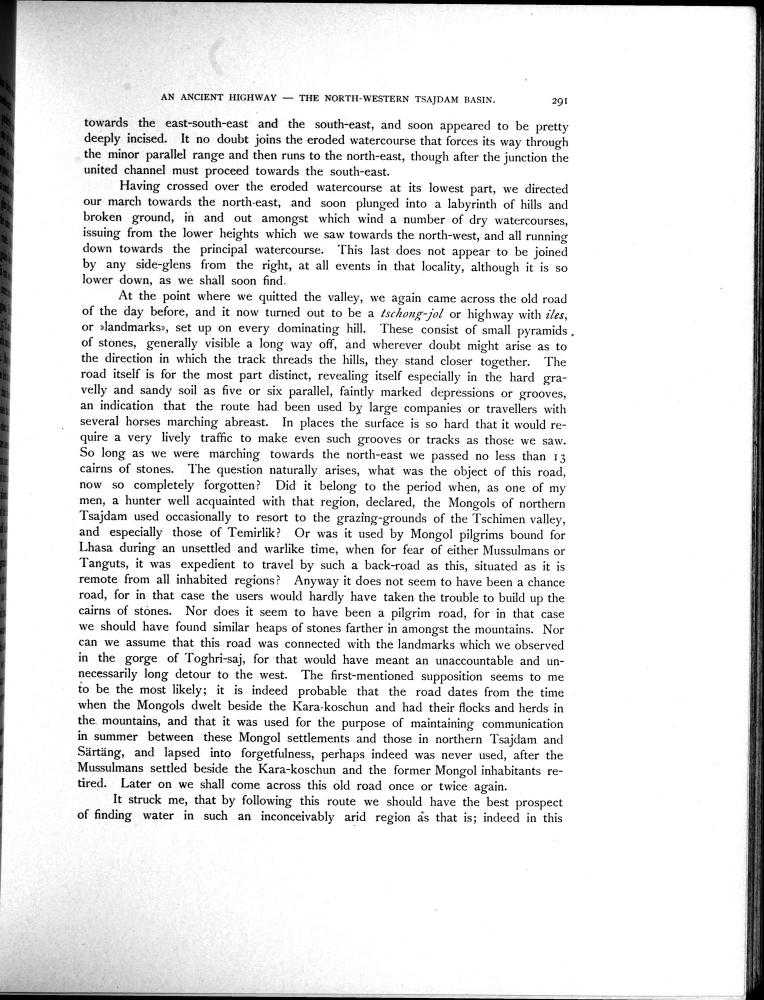 AN ANCIENT HIGHWAY — THE NORTH-WESTERN TSAJDAM BASIN. 291
towards the east-south-east and the south-east, and soon appeared to be pretty
deeply incised. It no doubt joins the eroded watercourse that forces its way through
the minor parallel range and then runs to the north-east, though after the junction the
united channel must proceed towards the south-east.
Having crossed over the eroded watercourse at its lowest part, we directed
our march towards the north-east, and soon plunged into a labyrinth of hills and
broken ground, in and out amongst which wind a number of dry watercourses,
issuing from the lower heights which we saw towards the north-west, and all running
down towards the principal watercourse. This last does not appear to be joined
by any side-glens from the right, at all events in that locality, although it is so
lower down, as we shall soon find.
At the point where we quitted the valley, we again came across the old road
of the day before, and it now turned out to be a tschong-jol or highway with iles,
or »landmarks», set up on every dominating hill. These consist of small pyramids
of stones, generally visible a long way off, and wherever doubt might arise as to
the direction in which the track threads the hills, they stand closer together. The
road itself is for the most part distinct, revealing itself especially in the hard gra-
velly and sandy soil as five or six parallel, faintly marked depressions or grooves,
an indication that the route had been used by large companies or travellers with
several horses marching abreast. In places the surface is so hard that it would re-
quire a very lively traffic to make even such grooves or tracks as those we saw.
So long as we were marching towards the north-east we passed no less than 13
cairns of stones. The question naturally arises, what was the object of this road,
now so completely forgotten? Did it belong to the period when, as one of my
men, a hunter well acquainted with that region, declared, the Mongols of northern
Tsajdam used occasionally to resort to the grazing-grounds of the Tschimen valley,
and especially those of Temirlik? Or was it used by Mongol pilgrims bound for
Lhasa during an unsettled and warlike time, when for fear of either Mussulmans or
Tanguts, it was expedient to travel by such a back-road as this, situated as it is
remote from all inhabited regions? Anyway it does not seem to have been a chance
road, for in that case the users would hardly have taken the trouble to build up the
cairns of stones. Nor does it seem to have been a pilgrim road, for in that case
we should have found similar heaps of stones farther in amongst the mountains. Nor
can we assume that this road was connected with the landmarks which we observed
in the gorge of Toghri-saj, for that would have meant an unaccountable and un-
necessarily long detour to the west. The first-mentioned supposition seems to me
to be the most likely; it is indeed probable that the road dates from the time
when the Mongols dwelt beside the Kara-koschun and had their flocks and herds in
the mountains, and that it was used for the purpose of maintaining communication
in summer between these Mongol settlements and those in northern Tsajdam and
Särtäng, and lapsed into forgetfulness, perhaps indeed was never used, after the
Mussulmans settled beside the Kara-koschun and the former Mongol inhabitants re-
tired. Later on we shall come across this old road once or twice again.
It struck me, that by following this route we should have the best prospect
of finding water in such an inconceivably arid region as that is; indeed in this